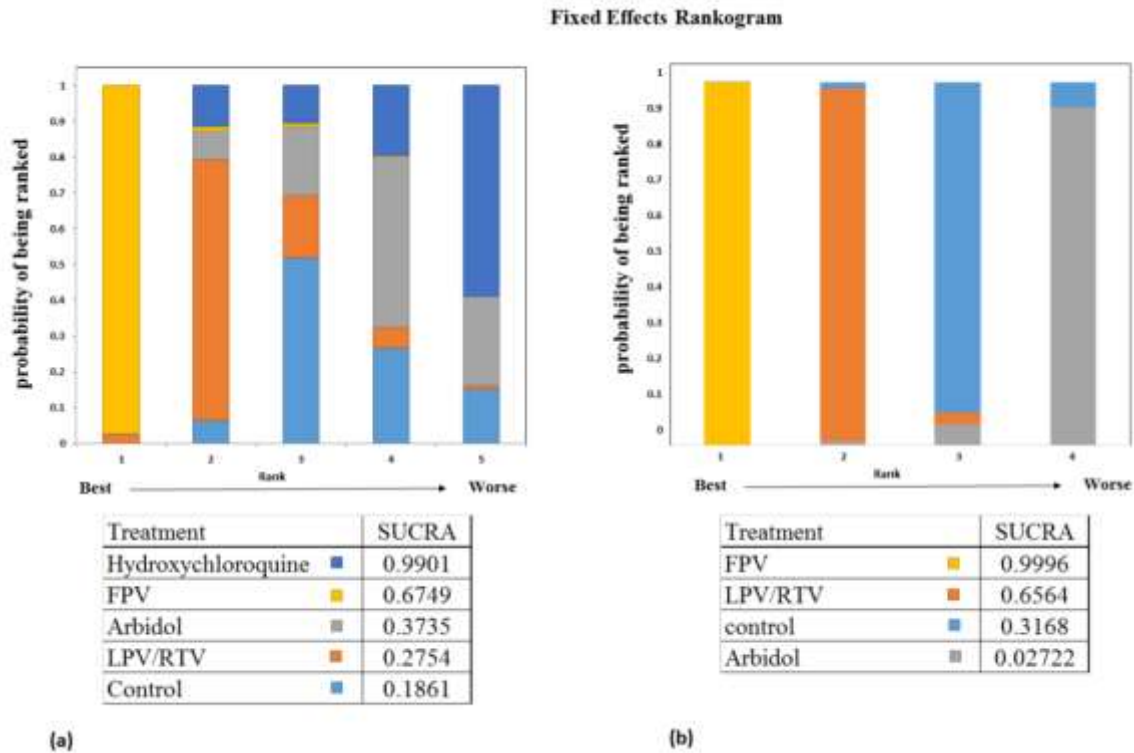 Fixed Effects Rankogram
probability of being ranked
1
0.9
0.8
0.7
0.6
0.5
0.4
0.3
0.2
0.1
0
1 2 3 4 5
Rank
Best Worse
Treatment SUCRA
Hydroxychloroquine 0.9901
FPV 0.6749
Arbidol 0.3735
LPV/RTV 0.2754
Control 0.1861
(a)
probability of being ranked
1
0.9
0.8
0.7
0.6
0.5
0.4
0.3
0.2
0.1
0
1 2 3 4
Rank
Best Worse
Treatment SUCRA
FPV 0.9996
LPV/RTV 0.6564
control 0.3168
Arbidol 0.02722
(b)